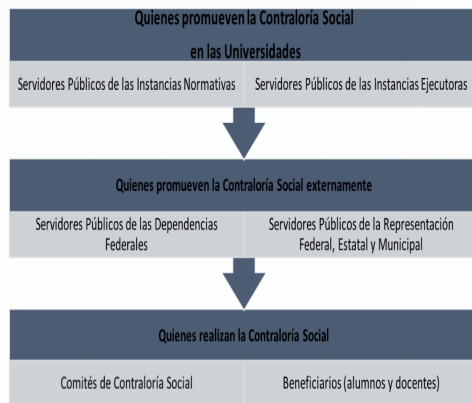 Quienes promueven la Contraloría Social
en las Universidades
Servidores Públicos de las Instancias Normativas
Servidores Públicos de las Instancias Ejecutoras
Quienes promueven la Contraloría Social externamente
Servidores Públicos de las Dependencias
Federales
Servidores Públicos de la Representación
Federal, Estatal y Municipal
Quienes realizan la Contraloría Social
Comités de Contraloría Social
Beneficiarios (alumnos y docentes)